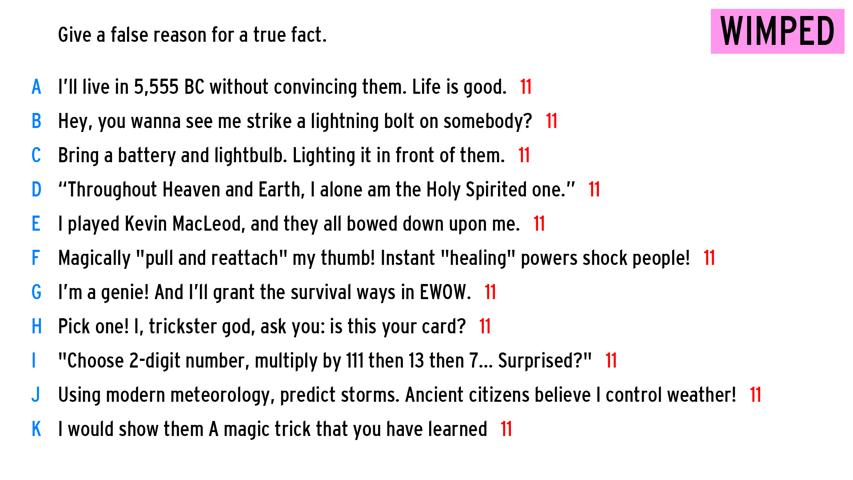 Give a false reason for a true fact.
WIMPED
A I'll live in 5,555 BC without convincing them. Life is good. 11
B Hey, you wanna see me strike a lightning bolt on somebody? 11
C Bring a battery and lightbulb. Lighting it in front of them. 11
D “Throughout Heaven and Earth, I alone am the Holy Spirited one.” 11
E I played Kevin MacLeod, and they all bowed down upon me. 11
F Magically "pull and reattach" my thumb! Instant "healing" powers shock people! 11
G I'm a genie! And I'll grant the survival ways in EWOW. 11
H Pick one! I, trickster god, ask you: is this your card? 11
I "Choose 2-digit number, multiply by 111 then 13 then 7... Surprised?" 11
J Using modern meteorology, predict storms. Ancient citizens believe I control weather! 11
K I would show them A magic trick that you have learned 11